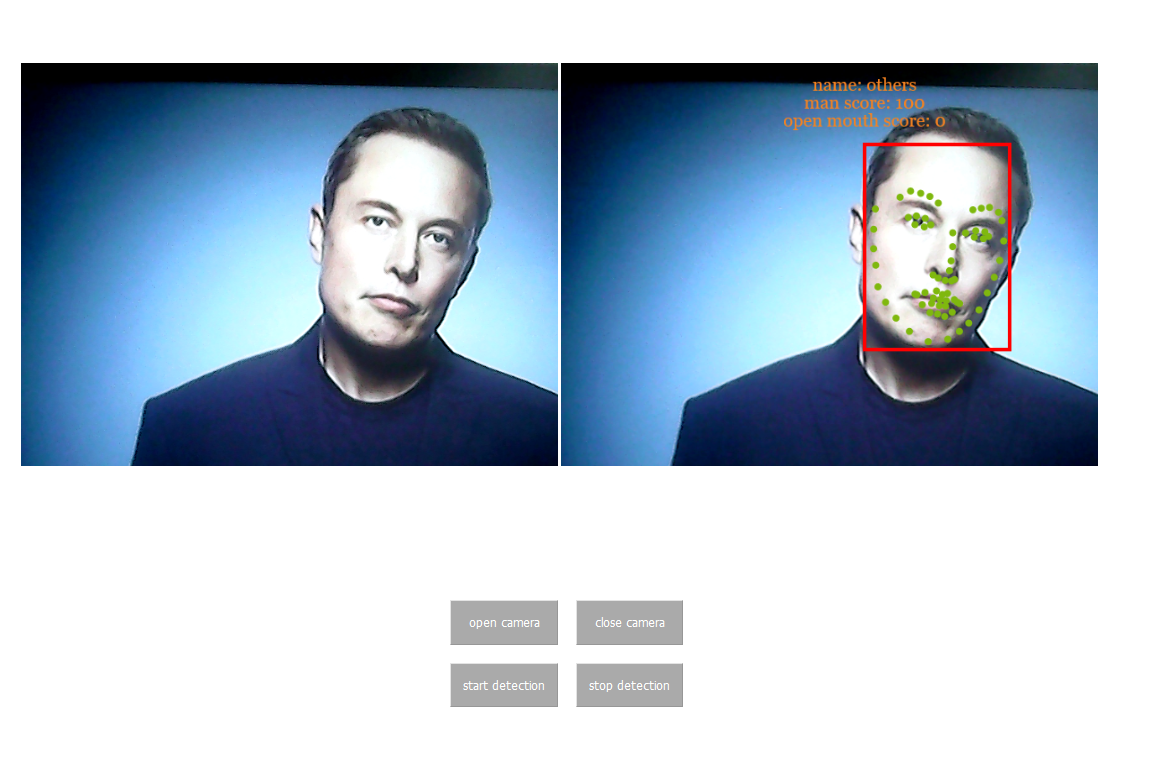 name: others
man score: 100
open mouth score: 0
open camera
close camera
start detection
stop detection